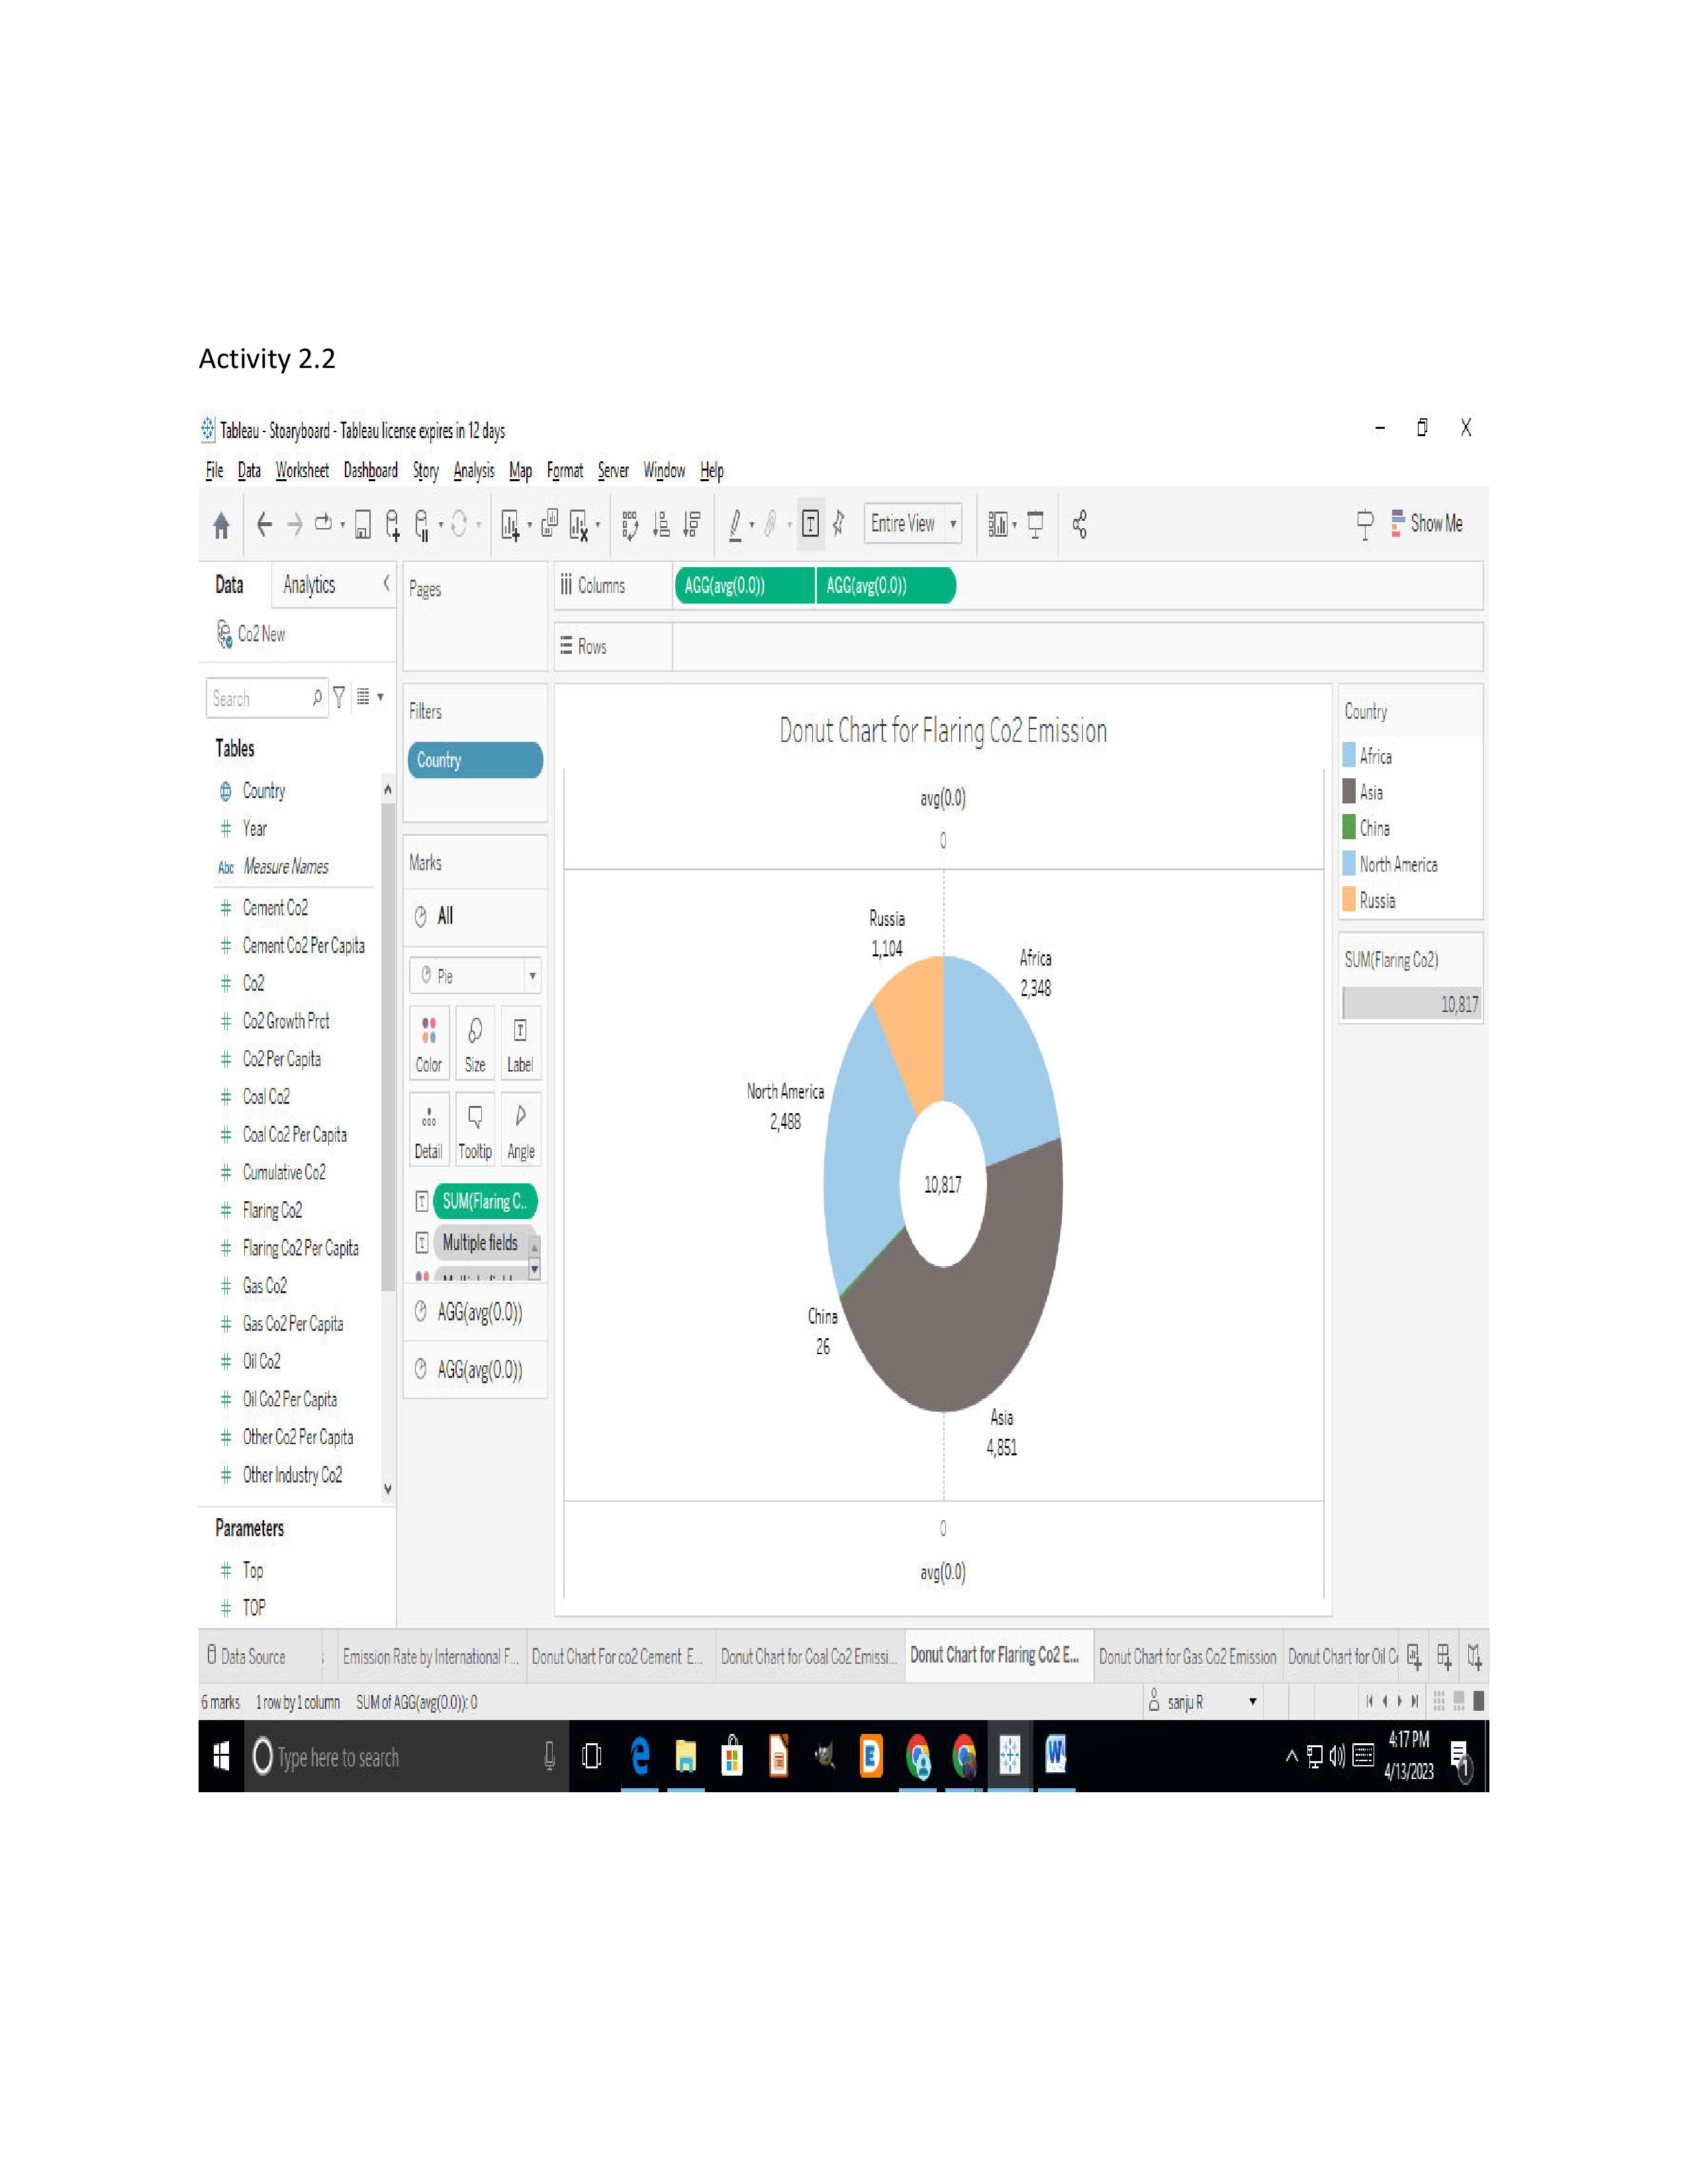 Activity 2.2
Tableau - Stoaryboard - Tableau license expires in 12 days
File Data Worksheet Dashboard Story Analysis Map Format Server Window Help
Entire View
Show Me
Data Analytics
Co2 New
Search
Tables
Country
Year
Abc Measure Names
Cement Co2
Cement Co2 Per Capita
Co2
Co2 Growth Prct
Co2 Per Capita
Coal Co2
Coal Co2 Per Capita
Cumulative Co2
Flaring Co2
Flaring Co2 Per Capita
Gas Co2
Gas Co2 Per Capita
Oil Co2
Oil Co2 Per Capita
Other Co2 Per Capita
Other Industry Co2
Parameters
Top
TOP
Pages
Filters
Country
Marks
All
Pie
Color Size Label
Detail Tooltip Angle
SUM(Flaring C..
Multiple fields
AGG(avg(0.0))
AGG(avg(0.0))
Columns AGG(avg(0.0)) AGG(avg(0.0))
Rows
Donut Chart for Flaring Co2 Emission
avg(0.0)
0
Russia
1,104
Africa
2,348
North America
2,488
10,817
China
26
Asia
4,851
0
avg(0.0)
Country
Africa
Asia
China
North America
Russia
SUM(Flaring Co2)
10,817
Data Source Emission Rate by International F... Donut Chart For co2 Cement E... Donut Chart for Coal Co2 Emissi... Donut Chart for Flaring Co2 E... Donut Chart for Gas Co2 Emission Donut Chart for Oil
6 marks 1 row by 1 column SUM of AGG(avg(0.0)): 0 sanju R
Type here to search
4:17 PM
4/13/2023
1